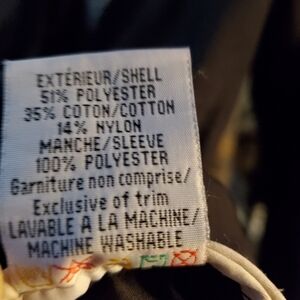 EXTÉRIEUR/SHELL
51% POLYESTER
35% COTON/COTTON
14% NYLON
MANCHE/SLEEVE
100% POLYESTER
Garniture non comprise/
Exclusive of trim
LAVABLE A LA MACHINE/
MACHINE WASHABLE